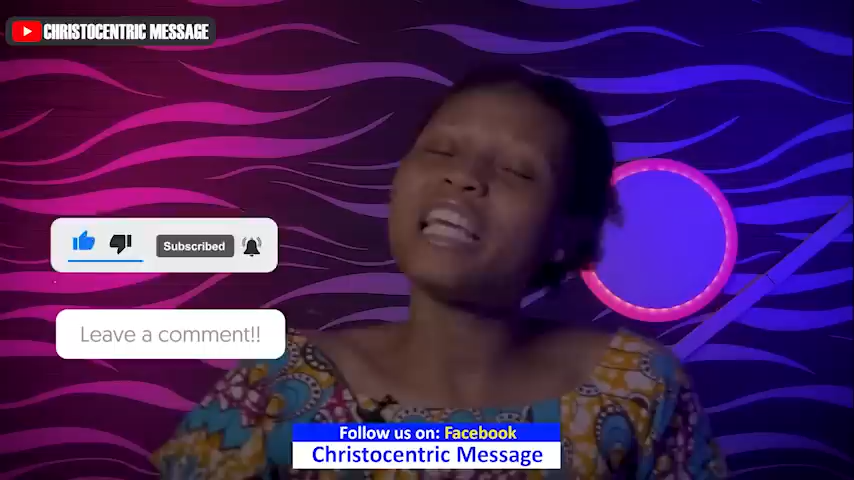 CHRISTOCENTRIC MESSAGE
Subscribed
Leave a comment!!
Follow us on: Facebook
Christocentric Message